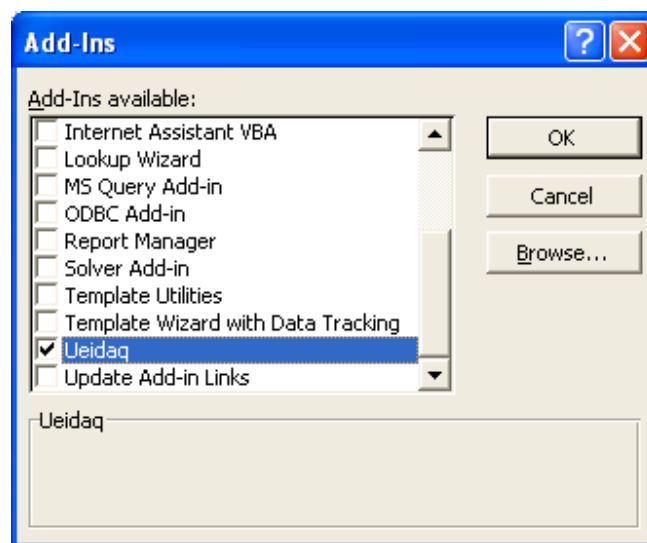 Add-Ins
Add-Ins available:
Internet Assistant VBA
Lookup Wizard
MS Query Add-in
ODBC Add-in
Report Manager
Solver Add-in
Template Utilities
Template Wizard with Data Tracking
Ueidaq
Update Add-in Links
OK
Cancel
Browse...
Ueidaq